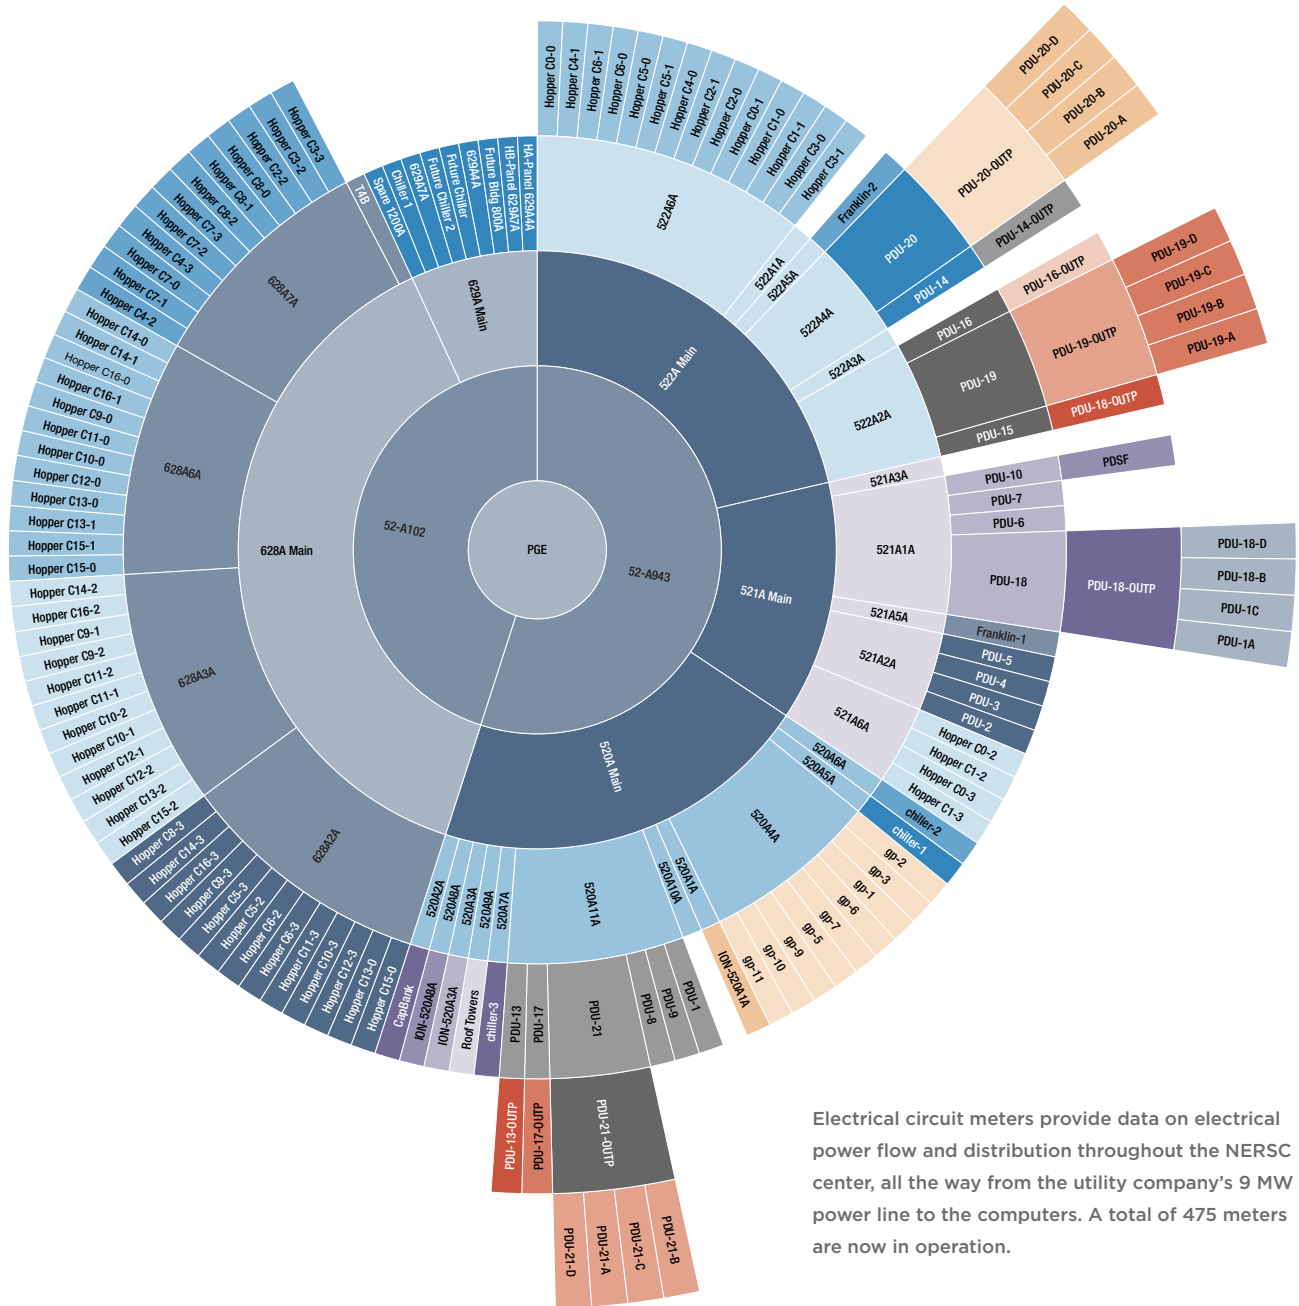 PGE
52-A943
52-A102
522A Main
521A Main
520A Main
628A Main
629A Main
522A6A
522A1A
522A5A
522A4A
522A3A
522A2A
521A3A
521A1A
521A5A
521A2A
521A6A
520A6A
520A5A
520A4A
520A1A
520A10A
520A11A
520A7A
520A9A
520A3A
520A8A
520A2A
628A2A
628A3A
628A6A
628A7A
T4B
Spare 1200A
Chiller 1
629A7A
Future Chiller 2
Future Chiller
629A4A
Future Bldg 800A
HB-Panel 629A7A
HA-Panel 629A4A
Hopper C0-0
Hopper C4-1
Hopper C6-1
Hopper C6-0
Hopper C5-0
Hopper C5-1
Hopper C4-0
Hopper C2-1
Hopper C2-0
Hopper C0-1
Hopper C1-0
Hopper C1-1
Hopper C3-0
Hopper C3-1
Franklin-2
PDU-20
PDU-14
PDU-20-OUTP
PDU-14-OUTP
PDU-20-D
PDU-20-C
PDU-20-B
PDU-20-A
PDU-16
PDU-19
PDU-15
PDU-16-OUTP
PDU-19-OUTP
PDU-18-OUTP
PDU-19-D
PDU-19-C
PDU-19-B
PDU-19-A
PDU-10
PDU-7
PDU-6
PDU-18
PDSF
PDU-18-OUTP
PDU-18-D
PDU-18-B
PDU-1C
PDU-1A
Franklin-1
PDU-5
PDU-4
PDU-3
PDU-2
Hopper C0-2
Hopper C1-2
Hopper C0-3
Hopper C1-3
chiller-2
chiller-1
gp-2
gp-3
gp-1
gp-6
gp-7
gp-5
gp-9
gp-10
gp-11
ION-520A1A
PDU-1
PDU-9
PDU-8
PDU-21
PDU-17
PDU-13
PDU-21-OUTP
PDU-17-OUTP
PDU-13-OUTP
PDU-21-B
PDU-21-C
PDU-21-A
PDU-21-D
chiller-3
Roof Towers
ION-520A3A
ION-520A8A
CapBank
Hopper C15-0
Hopper C13-0
Hopper C12-3
Hopper C10-3
Hopper C11-3
Hopper C6-3
Hopper C6-2
Hopper C5-2
Hopper C5-3
Hopper C9-3
Hopper C16-3
Hopper C14-3
Hopper C8-3
Hopper C15-2
Hopper C13-2
Hopper C12-2
Hopper C12-1
Hopper C10-1
Hopper C10-2
Hopper C11-1
Hopper C11-2
Hopper C9-2
Hopper C9-1
Hopper C16-2
Hopper C14-2
Hopper C15-0
Hopper C15-1
Hopper C13-1
Hopper C13-0
Hopper C12-0
Hopper C10-0
Hopper C11-0
Hopper C9-0
Hopper C16-1
Hopper C16-0
Hopper C14-1
Hopper C14-0
Hopper C4-2
Hopper C7-1
Hopper C7-0
Hopper C4-3
Hopper C7-2
Hopper C7-3
Hopper C8-2
Hopper C8-1
Hopper C8-0
Hopper C2-2
Hopper C3-2
Hopper C3-3
Electrical circuit meters provide data on electrical
power flow and distribution throughout the NERSC
center, all the way from the utility company's 9 MW
power line to the computers. A total of 475 meters
are now in operation.